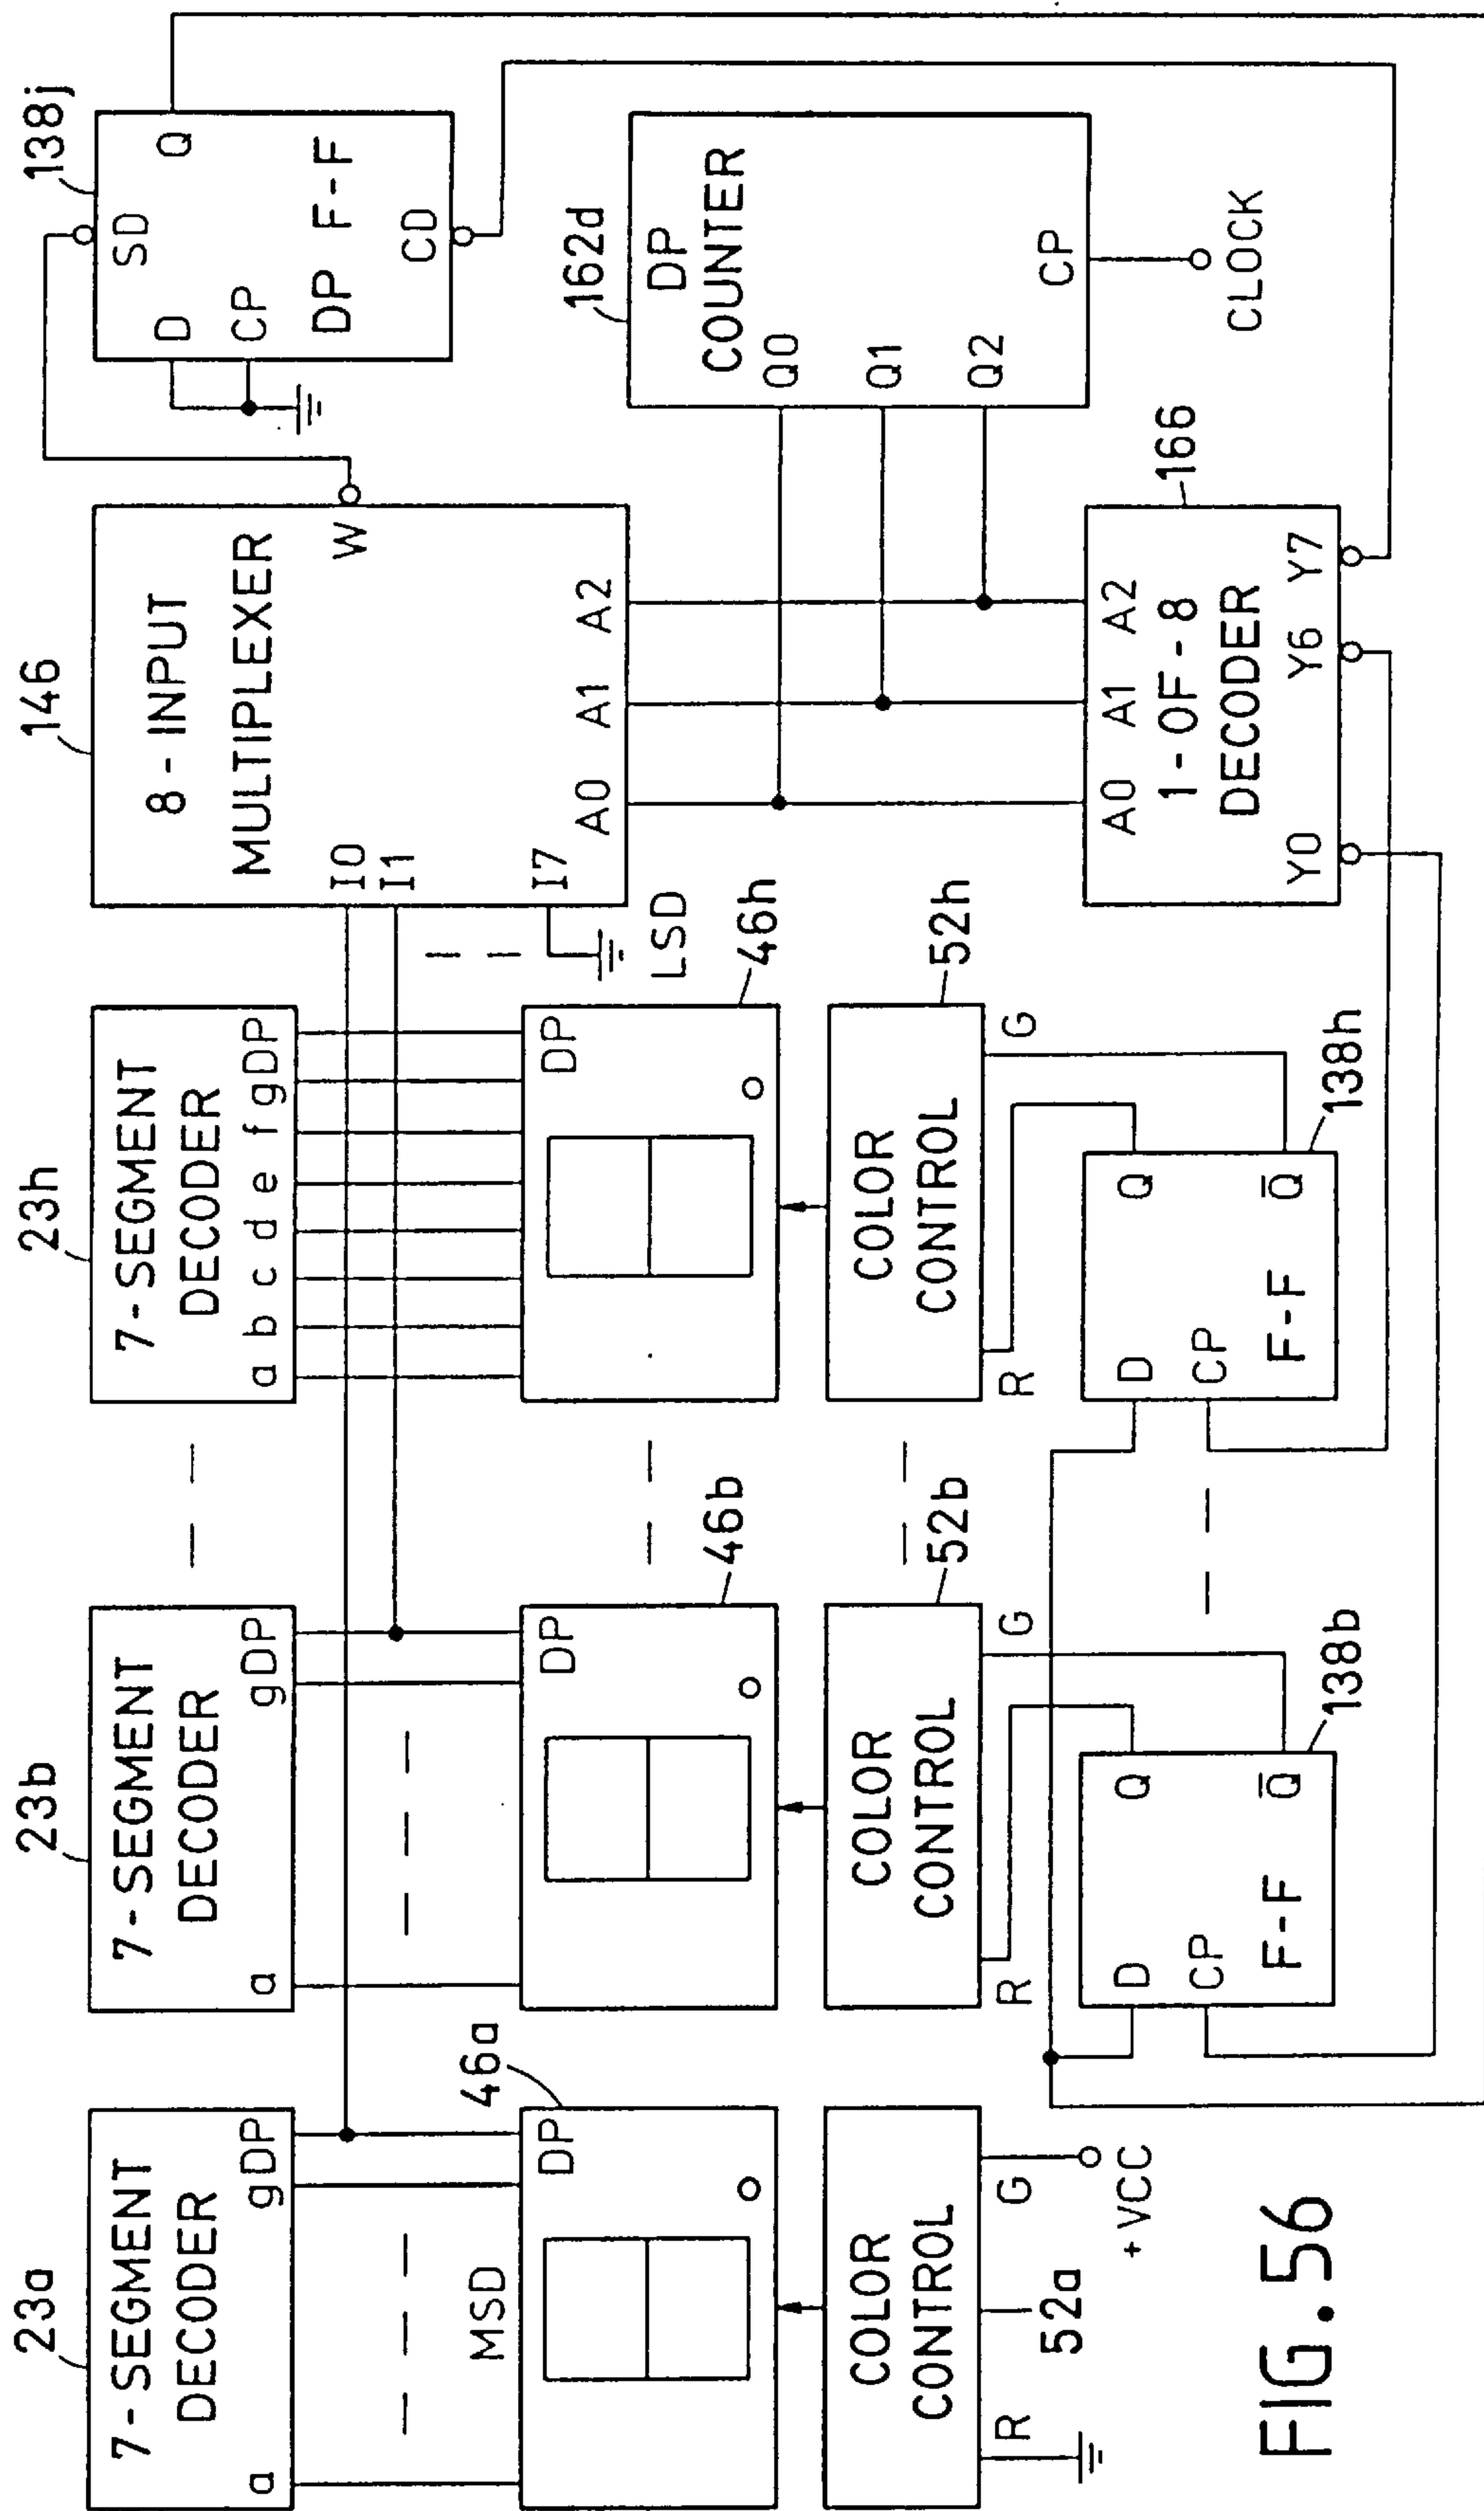 23a
7-SEGMENT
DECODER
a
g DP
23b
7-SEGMENT
DECODER
a
g DP
23h
7-SEGMENT
DECODER
a b c d e f g DP
146
8-INPUT
MULTIPLEXER
I0
I1
I7
W
A0 A1 A2
138j
SD
D
Q
CP
DP F-F
CD
MSD
46a
DP
46b
DP
LSD
46h
DP
162d
DP
COUNTER
Q0
Q1
Q2
CP
CLOCK
COLOR
CONTROL
R
G
52a
+VCC
COLOR
CONTROL
52b
R
G
COLOR
CONTROL
52h
R
G
D
Q
CP
F-F
Q̅
138b
D
Q
CP
F-F
Q̅
138h
166
A0 A1 A2
1-OF-8
DECODER
Y0 Y6 Y7
FIG. 56